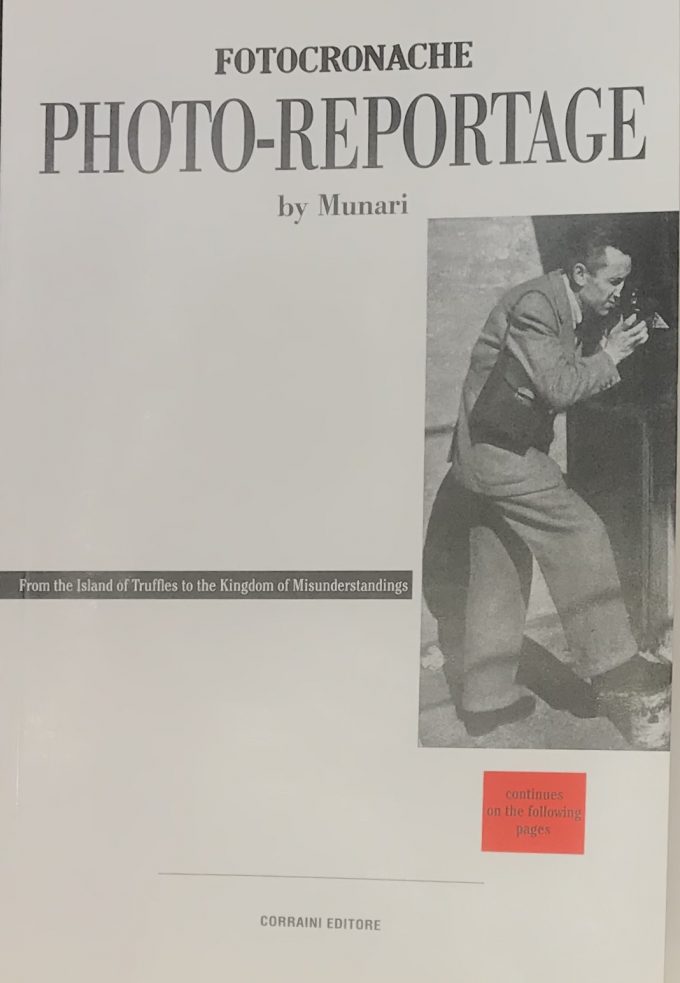 FOTOCRONACHE
PHOTO-REPORTAGE
by Munari
From the Island of Truffles to the Kingdom of Misunderstandings
continues
on the following
pages
CORRAINI EDITORE